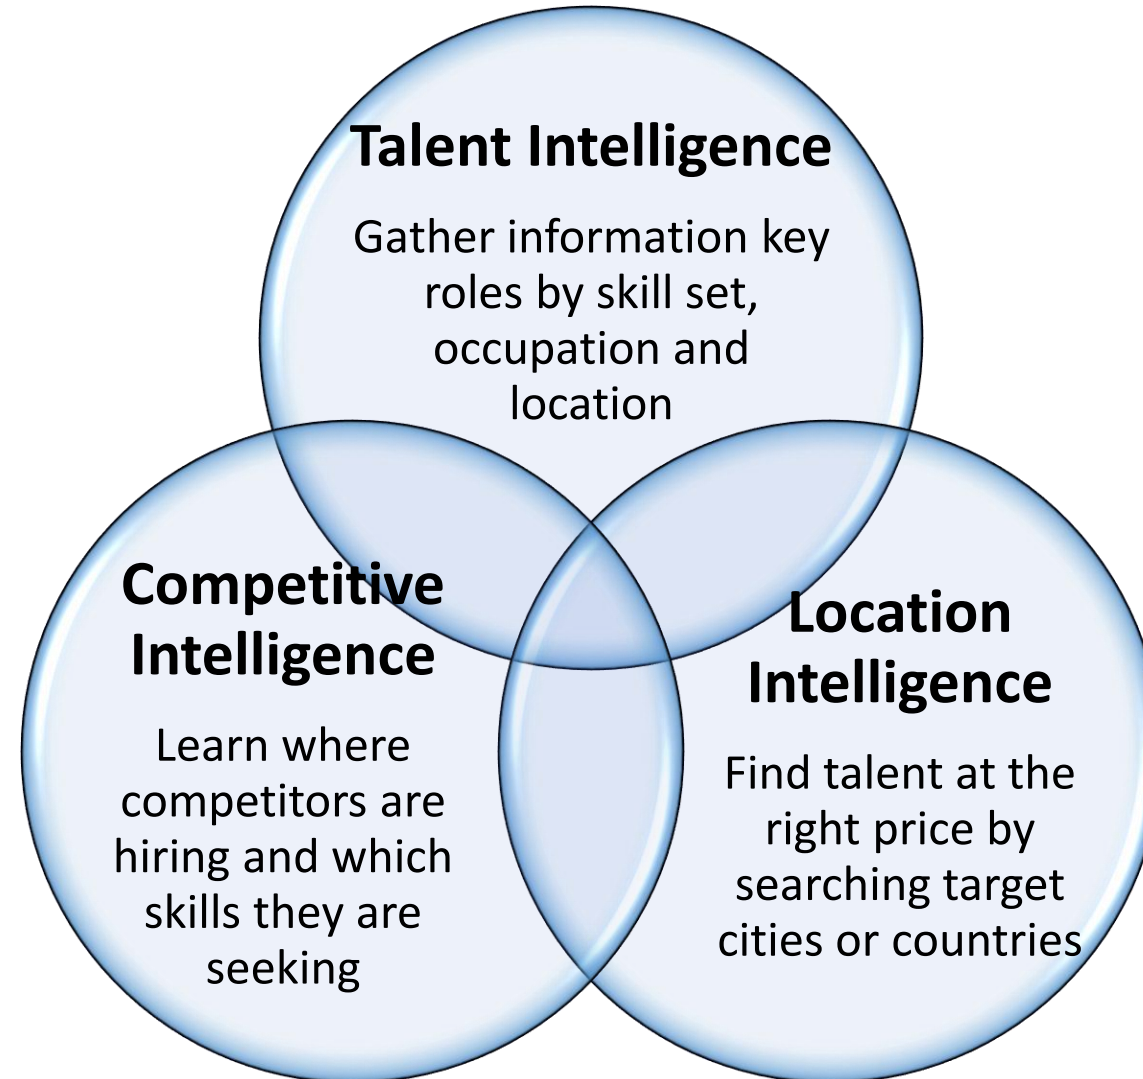 Talent Intelligence
Gather information key
roles by skill set,
occupation and
location
Competitive
Intelligence
Learn where
competitors are
hiring and which
skills they are
seeking
Location
Intelligence
Find talent at the
right price by
searching target
cities or countries